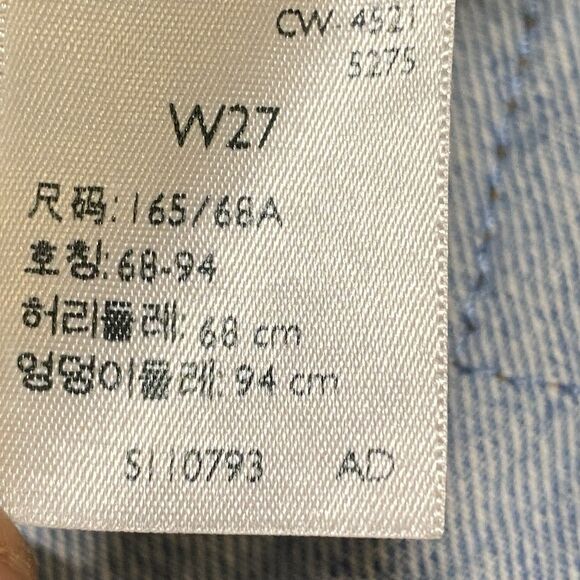 CW- 4521
5275
W27
尺码: 165/68A
호칭: 68-94
허리둘레: 68 cm
엉덩이둘레: 94 cm
S110793 AD